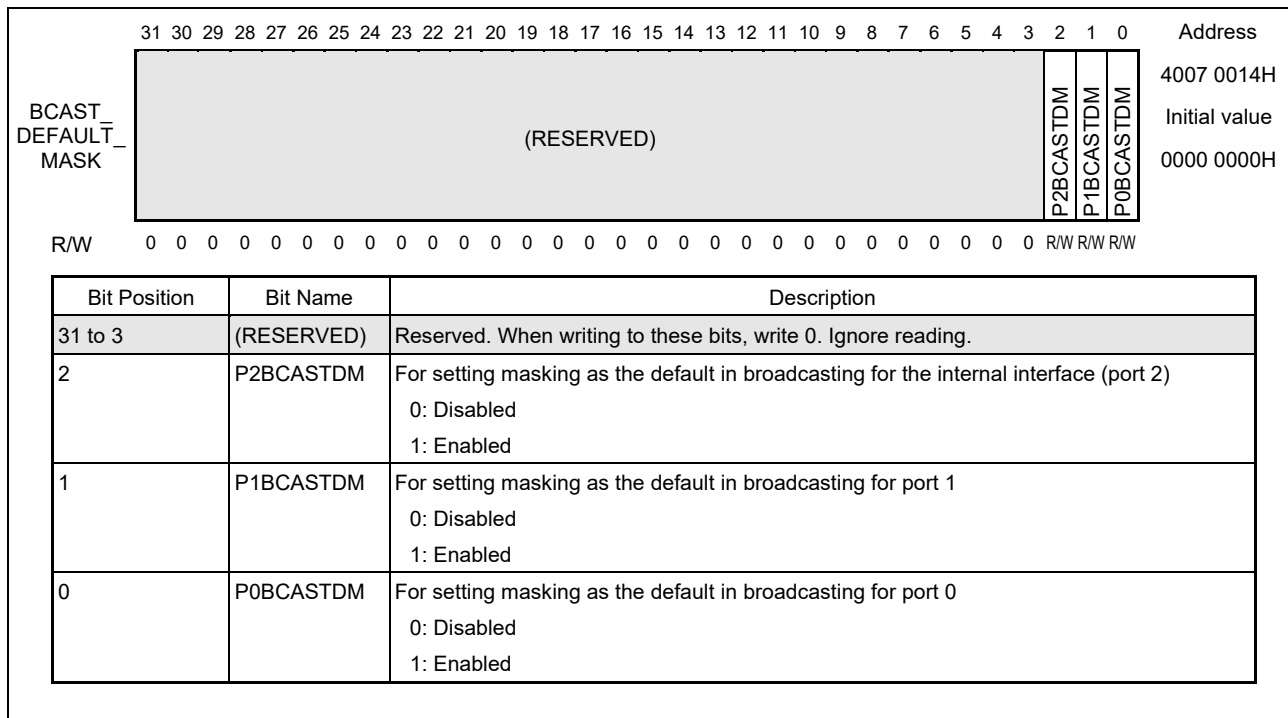 31 30 29 28 27 26 25 24 23 22 21 20 19 18 17 16 15 14 13 12 11 10 9 8 7 6 5 4 3 2 1 0 Address
4007 0014H
Initial value
0000 0000H
BCAST_
DEFAULT_
MASK
(RESERVED)
P2BCASTDM
P1BCASTDM
P0BCASTDM
R/W 0 0 0 0 0 0 0 0 0 0 0 0 0 0 0 0 0 0 0 0 0 0 0 0 0 0 0 0 0 R/W R/W R/W
Bit Position Bit Name Description
31 to 3 (RESERVED) Reserved. When writing to these bits, write 0. Ignore reading.
2 P2BCASTDM For setting masking as the default in broadcasting for the internal interface (port 2)
0: Disabled
1: Enabled
1 P1BCASTDM For setting masking as the default in broadcasting for port 1
0: Disabled
1: Enabled
0 P0BCASTDM For setting masking as the default in broadcasting for port 0
0: Disabled
1: Enabled